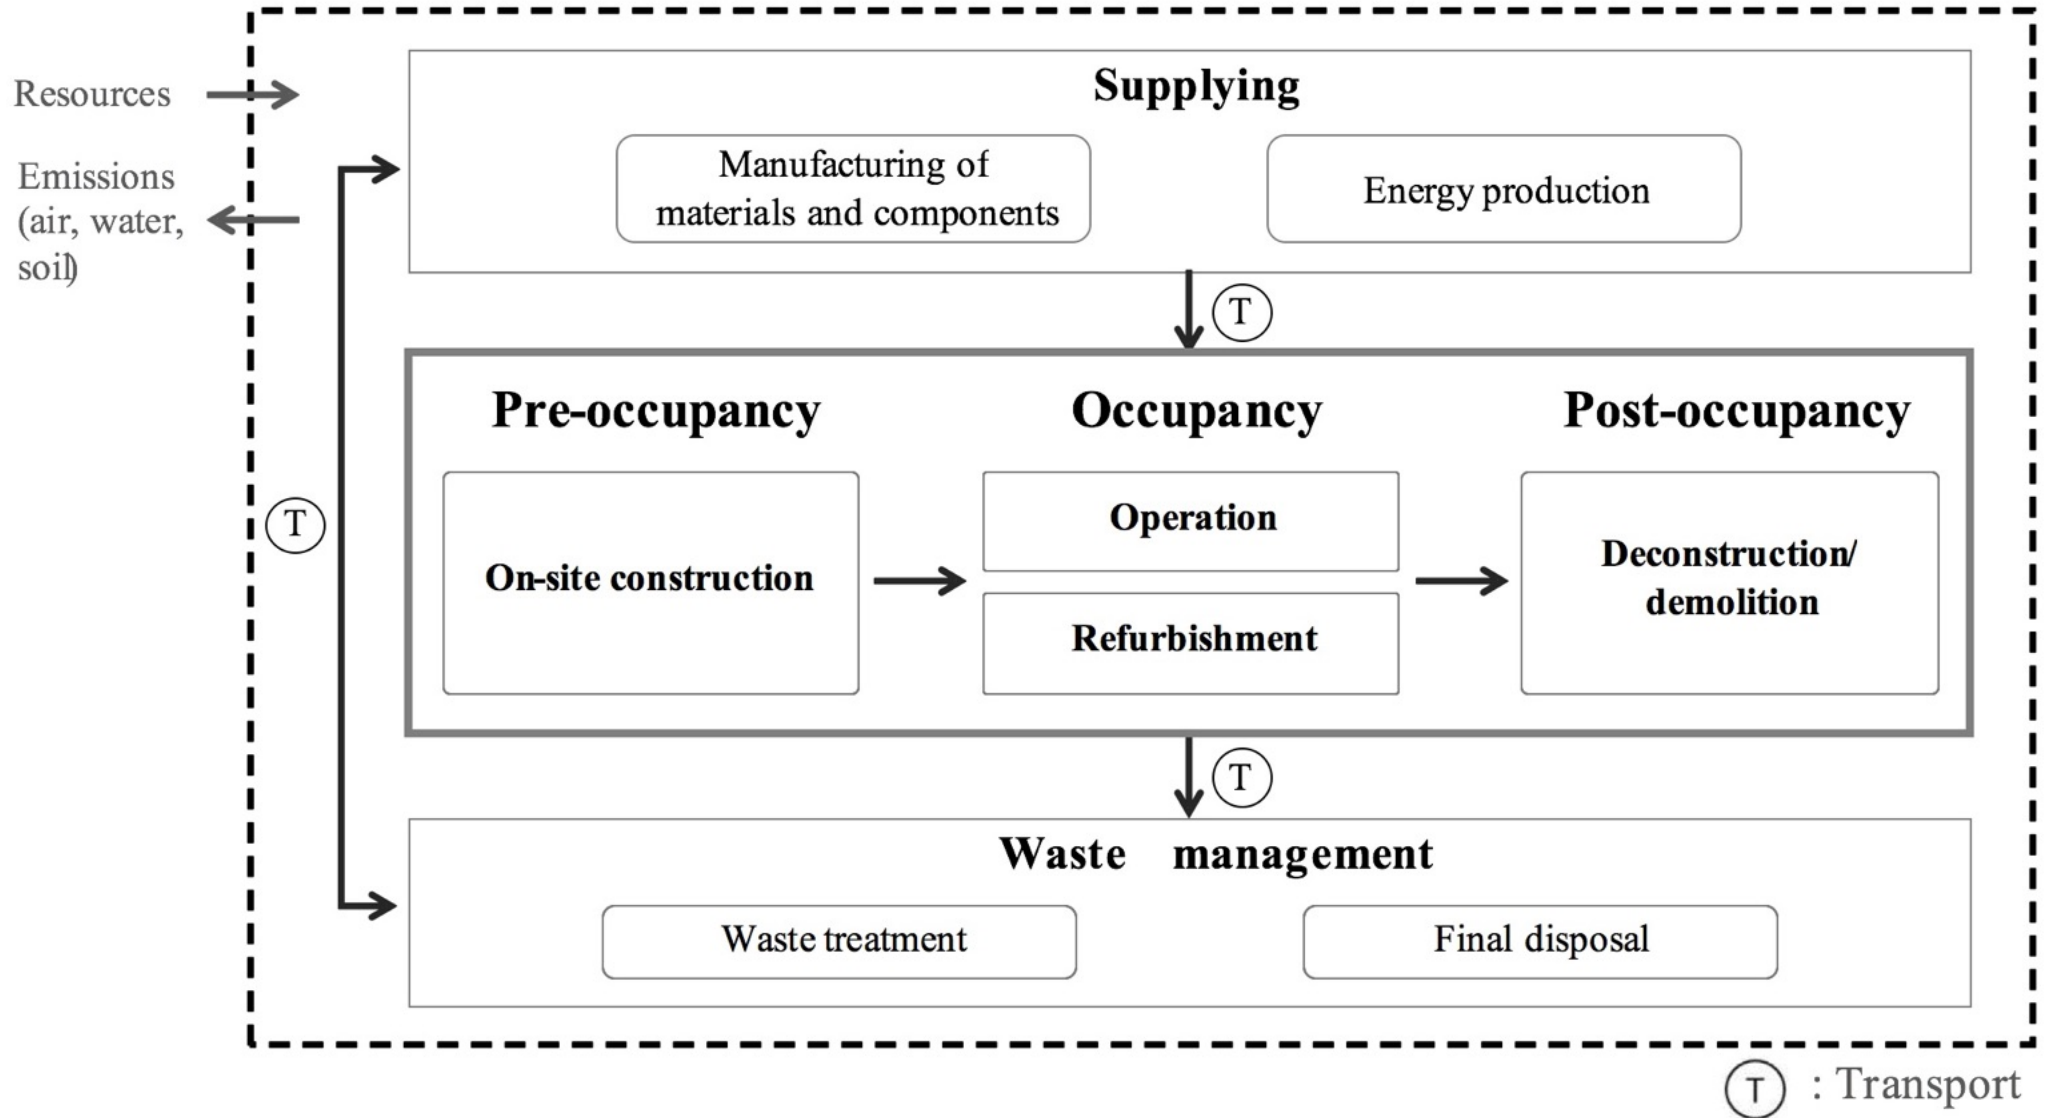 Resources
Emissions
(air, water,
soil)
Supplying
Manufacturing of
materials and components
Energy production
T
Pre-occupancy
Occupancy
Post-occupancy
On-site construction
Operation
Refurbishment
Deconstruction/
demolition
T
T
Waste management
Waste treatment
Final disposal
T : Transport